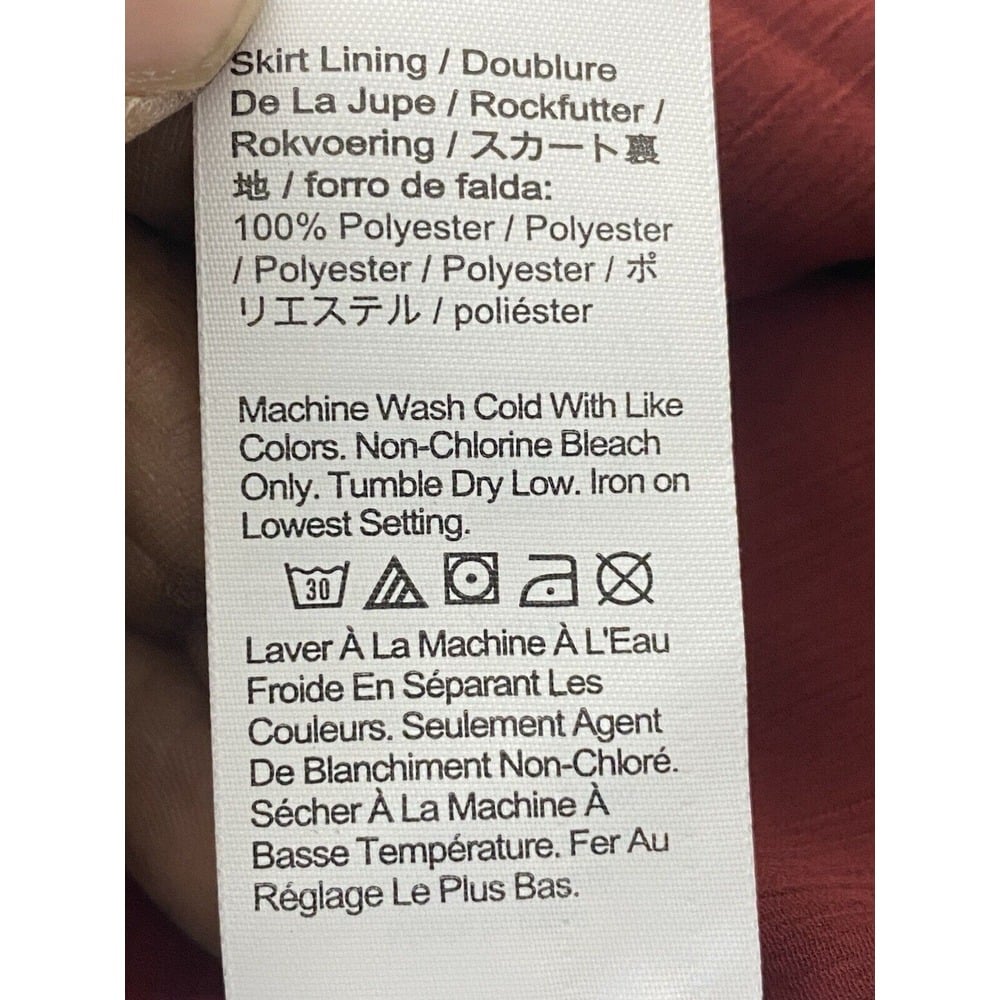 Skirt Lining / Doublure
De La Jupe / Rockfutter /
Rokvoering / スカート裏
地 / forro de falda:
100% Polyester / Polyester
/ Polyester / Polyester / ポ
リエステル / poliéster
Machine Wash Cold With Like
Colors. Non-Chlorine Bleach
Only. Tumble Dry Low. Iron on
Lowest Setting.
30
Laver À La Machine À L'Eau
Froide En Séparant Les
Couleurs. Seulement Agent
De Blanchiment Non-Chloré.
Sécher À La Machine À
Basse Température. Fer Au
Réglage Le Plus Bas.